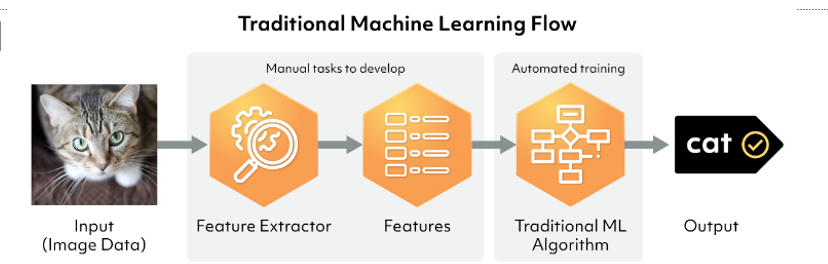 Traditional Machine Learning Flow
Manual tasks to develop
Automated training
cat
Input
(Image Data)
Feature Extractor
Features
Traditional ML
Algorithm
Output